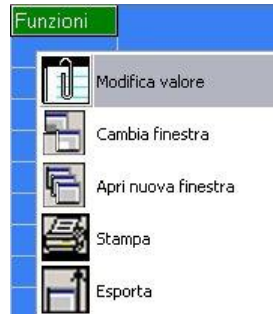 Funzioni
Modifica valore
Cambia finestra
Apri nuova finestra
Stampa
Esporta